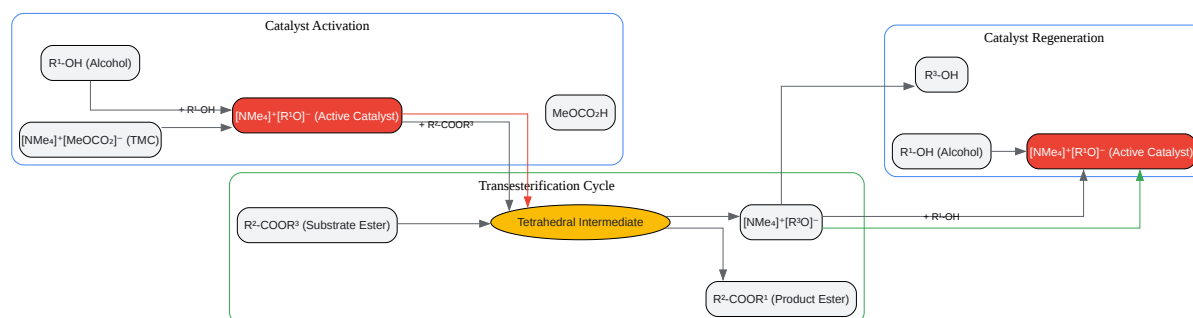 Catalyst Activation
R¹-OH (Alcohol)
+ R¹-OH
[NMe₄]⁺[R¹O]⁻ (Active Catalyst)
[NMe₄]⁺[MeOCO₂]⁻ (TMC)
MeOCO₂H
+ R²-COOR³
Transesterification Cycle
R²-COOR³ (Substrate Ester)
Tetrahedral Intermediate
[NMe₄]⁺[R³O]⁻
R²-COOR¹ (Product Ester)
Catalyst Regeneration
R³-OH
R¹-OH (Alcohol)
[NMe₄]⁺[R¹O]⁻ (Active Catalyst)
+ R¹-OH